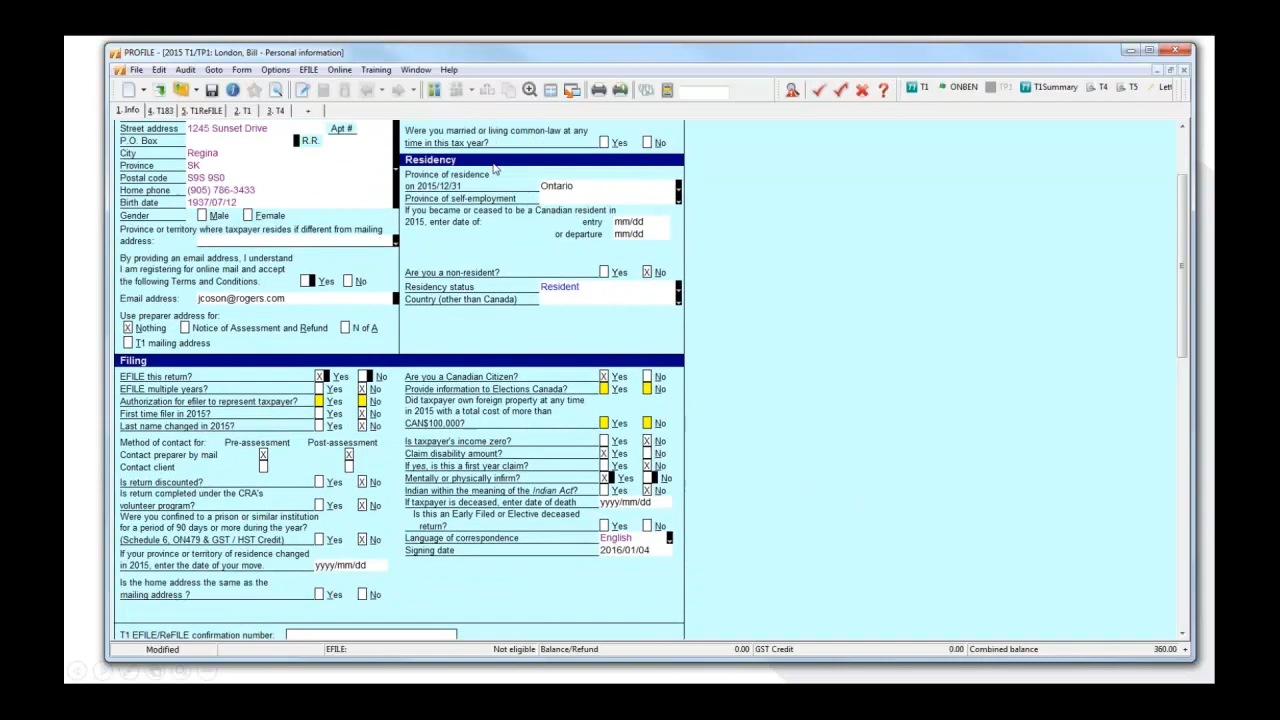 PROFILE - [2015 T1/TP1: London, Bill - Personal information]
File Edit Audit Goto Form Options EFILE Online Training Window Help
T1 ONBEN TP1 T1Summary T4 T5 Lett
1. Info 4. T183 5. T1ReFILE 2. T1 3. T4 +
Street address 1245 Sunset Drive Apt #
P.O. Box R.R.
City Regina
Province SK
Postal code S9S 9S0
Home phone (905) 786-3433
Birth date 1937/07/12
Gender Male Female
Province or territory where taxpayer resides if different from mailing
address:
By providing an email address, I understand
I am registering for online mail and accept
the following Terms and Conditions. Yes No
Email address: jcoson@rogers.com
Use preparer address for:
X Nothing Notice of Assessment and Refund N of A
T1 mailing address
Were you married or living common-law at any
time in this tax year? Yes No
Residency
Province of residence
on 2015/12/31 Ontario
Province of self-employment
If you became or ceased to be a Canadian resident in
2015, enter date of: entry mm/dd
or departure mm/dd
Are you a non-resident? Yes X No
Residency status Resident
Country (other than Canada)
Filing
EFILE this return? X Yes No
EFILE multiple years? Yes X No
Authorization for efiler to represent taxpayer? Yes No
First time filer in 2015? Yes X No
Last name changed in 2015? Yes X No
Method of contact for: Pre-assessment Post-assessment
Contact preparer by mail X X
Contact client
Is return discounted? Yes X No
Is return completed under the CRA's
volunteer program? Yes X No
Were you confined to a prison or similar institution
for a period of 90 days or more during the year?
(Schedule 6, ON479 & GST / HST Credit) Yes X No
If your province or territory of residence changed
in 2015, enter the date of your move. yyyy/mm/dd
Is the home address the same as the
mailing address ? Yes No
Are you a Canadian Citizen? X Yes No
Provide information to Elections Canada? Yes No
Did taxpayer own foreign property at any time
in 2015 with a total cost of more than
CAN$100,000? Yes No
Is taxpayer's income zero? Yes X No
Claim disability amount? X Yes No
If yes, is this a first year claim? Yes X No
Mentally or physically infirm? X Yes No
Indian within the meaning of the Indian Act? Yes X No
If taxpayer is deceased, enter date of death yyyy/mm/dd
Is this an Early Filed or Elective deceased
return? Yes No
Language of correspondence English
Signing date 2016/01/04
T1 EFILE/ReFILE confirmation number:
Modified EFILE: Not eligible Balance/Refund 0.00 GST Credit 0.00 Combined balance 360.00 +